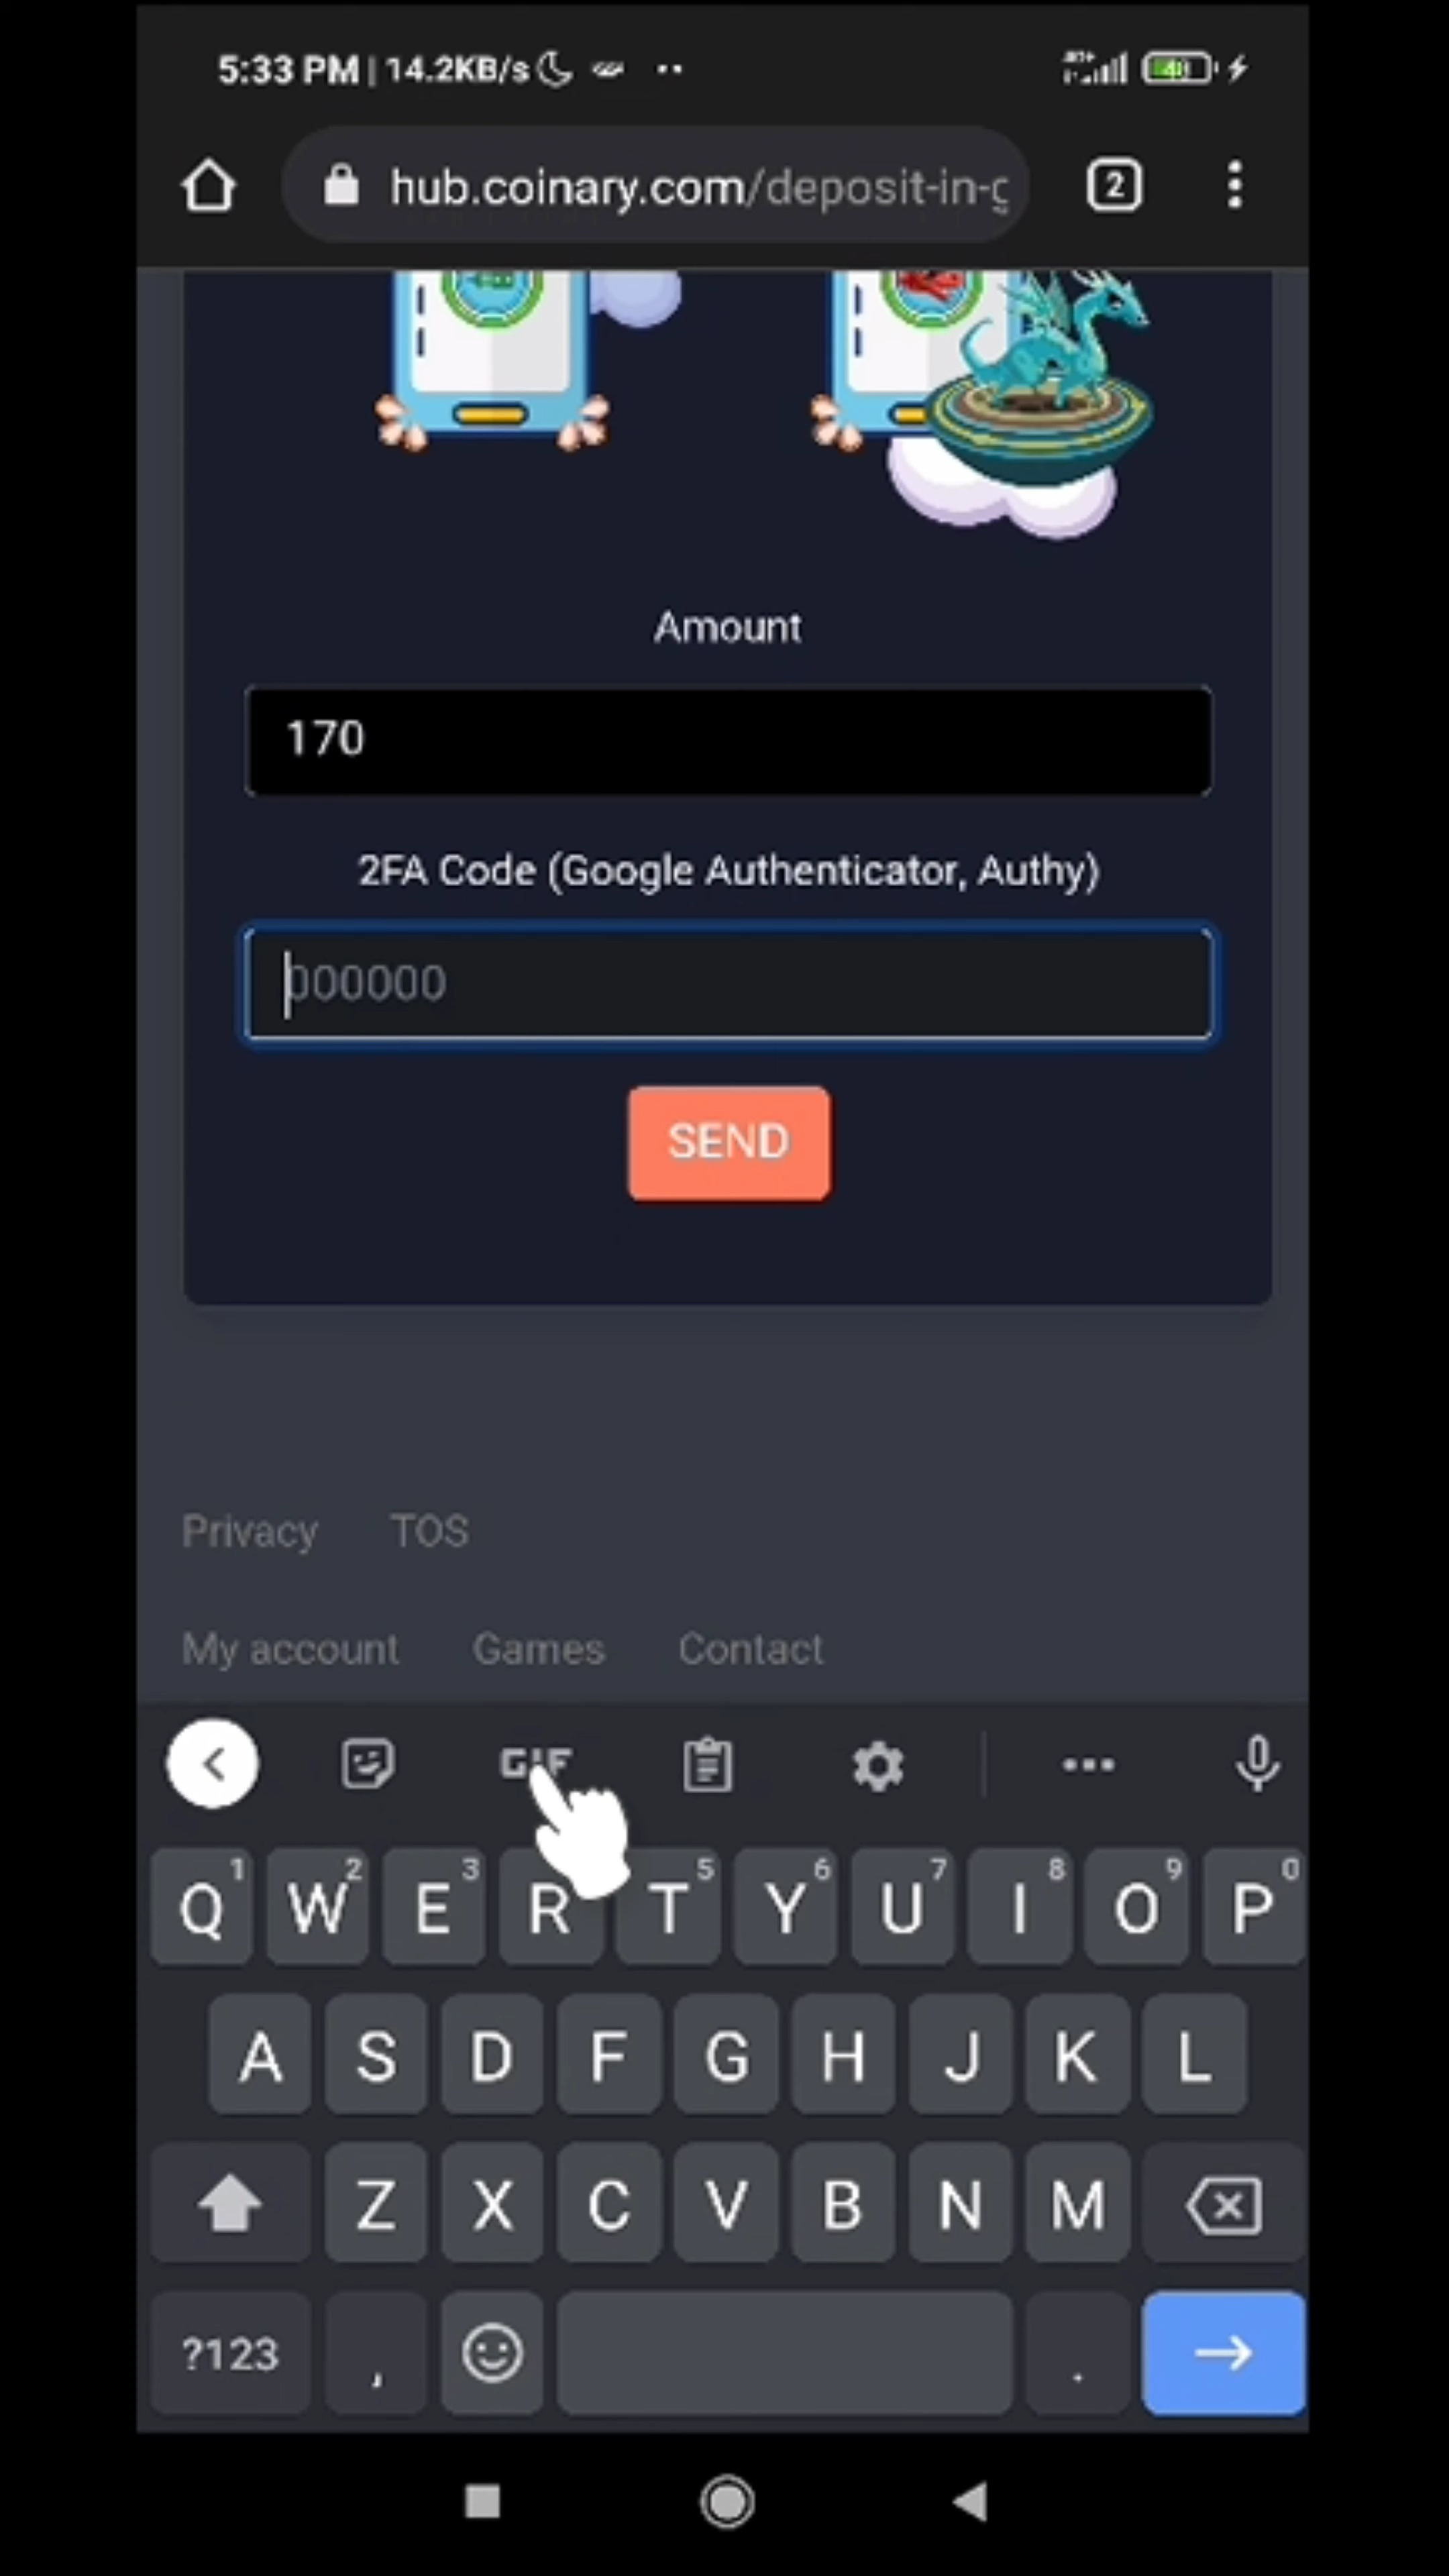 5:33 PM | 14.2KB/s
hub.coinary.com/deposit-in-g
2
Amount
170
2FA Code (Google Authenticator, Authy)
000000
SEND
Privacy TOS
My account Games Contact
GIF
1 2 3 5 6 7 8 9 0
Q W E R T Y U I O P
A S D F G H J K L
Z X C V B N M
?123 , .